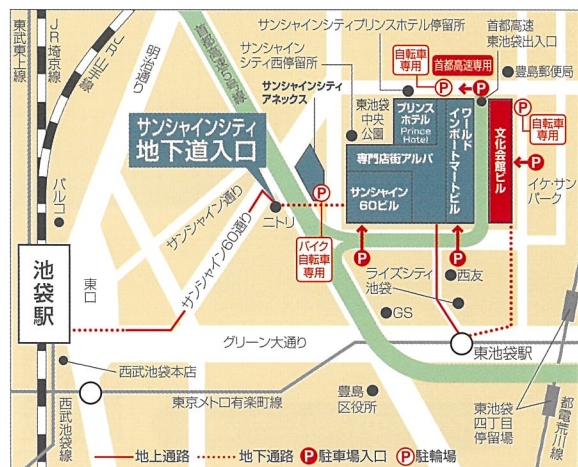 東武東上線
JR埼京線
JR山手線
明治通り
首都高速5号線
サンシャインシティプリンスホテル停留所
サンシャイン
シティ西停留所
自転車
専用
首都高速専用
首都高速
東池袋出入口
豊島郵便局
サンシャインシティ
アネックス
東池袋
中央
公園
プリンス
ホテル
Prince
Hotel
ワールド
インポートマートビル
文化会館ビル
自転車
専用
イケ・サン
パーク
専門店街アルパ
サンシャイン
60ビル
サンシャインシティ
地下道入口
パルコ
サンシャイン通り
サンシャイン60通り
ニトリ
バイク
自転車
専用
池袋駅
東口
ライズシティ
池袋
西友
GS
グリーン大通り
東池袋駅
西武池袋本店
西武池袋線
東京メトロ有楽町線
豊島
区役所
東池袋
四丁目
停留場
都電荒川線
地上通路
地下通路
P駐車場入口
P駐輪場